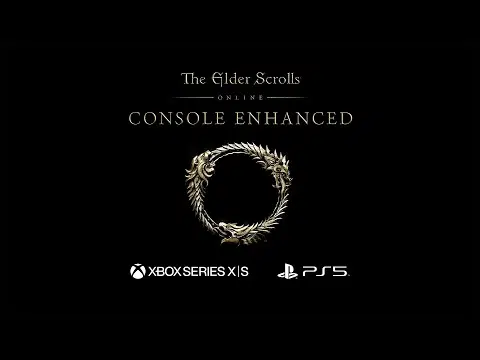 The Elder Scrolls
ONLINE
CONSOLE ENHANCED
XBOX SERIES X|S PS5